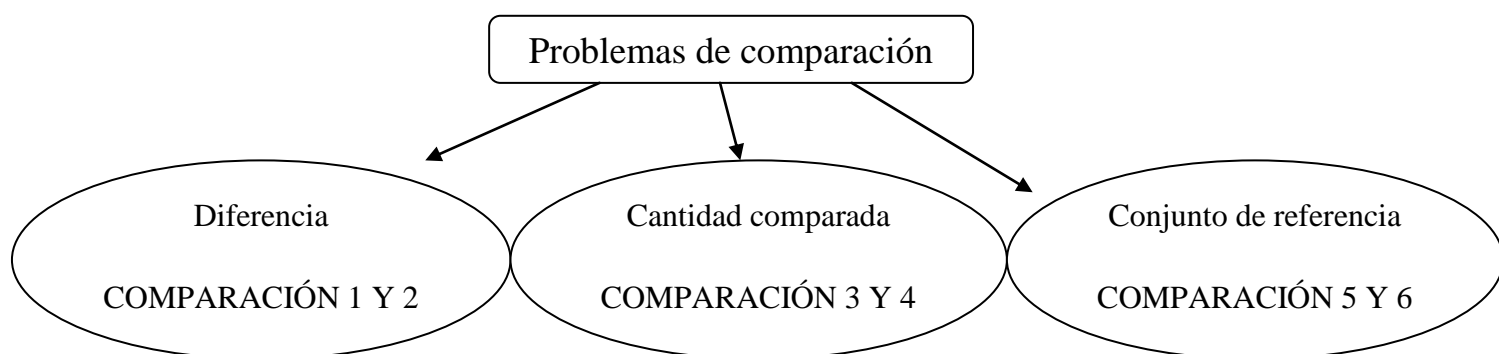 Problemas de comparación
Diferencia
COMPARACIÓN 1 Y 2
Cantidad comparada
COMPARACIÓN 3 Y 4
Conjunto de referencia
COMPARACIÓN 5 Y 6